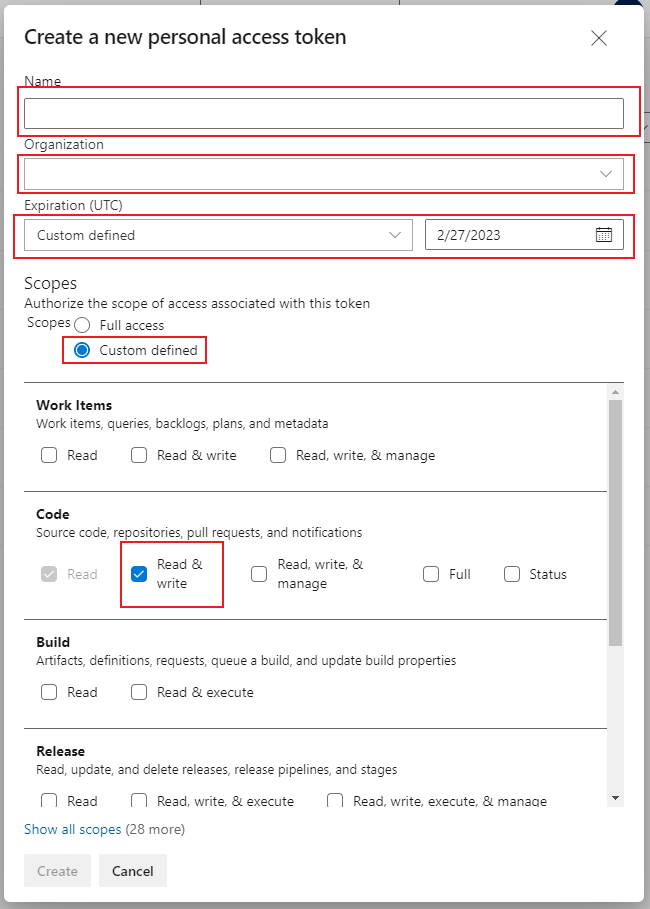 Create a new personal access token
Name
Organization
Expiration (UTC)
Custom defined 2/27/2023
Scopes
Authorize the scope of access associated with this token
Scopes Full access
Custom defined
Work Items
Work items, queries, backlogs, plans, and metadata
Read Read & write Read, write, & manage
Code
Source code, repositories, pull requests, and notifications
Read Read & write Read, write, & manage Full Status
Build
Artifacts, definitions, requests, queue a build, and update build properties
Read Read & execute
Release
Read, update, and delete releases, release pipelines, and stages
Read Read, write, & execute Read, write, execute, & manage
Show all scopes (28 more)
Create Cancel